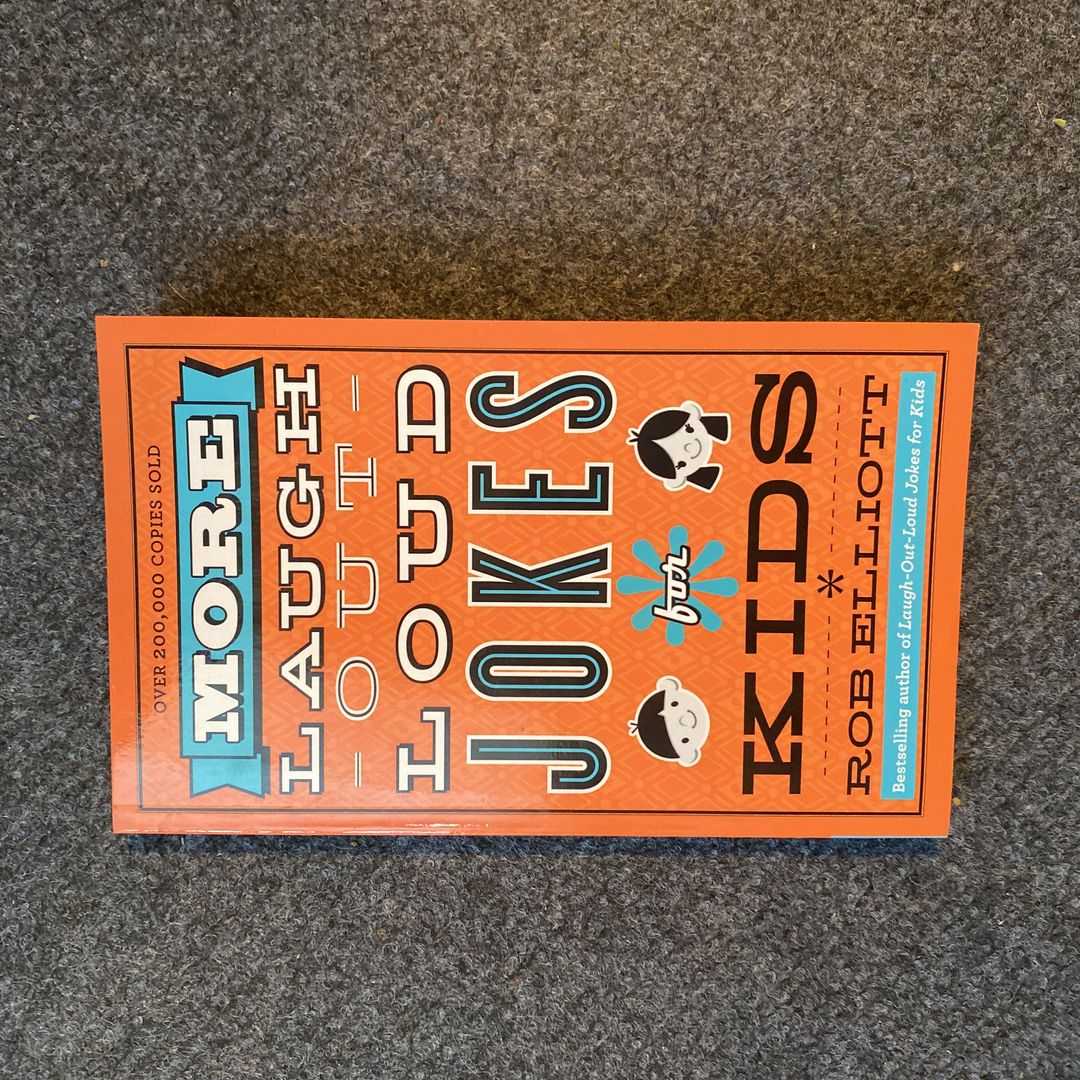 OVER 200,000 COPIES SOLD
MORE
LAUGH
-OUT-
LOUD
JOKES
for
KIDS
*
ROB ELLIOTT
Bestselling author of Laugh-Out-Loud Jokes for Kids